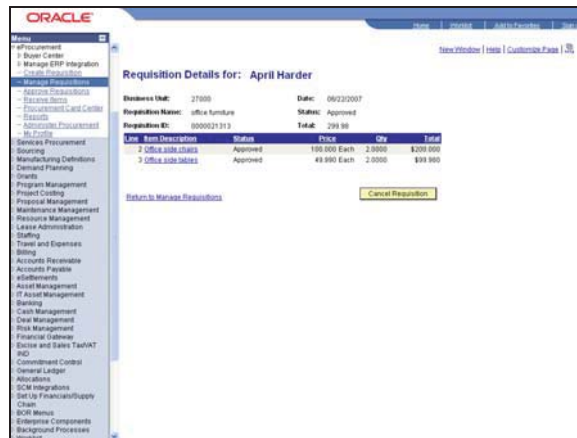 ORACLE
Home | Worklist | Add to Favorites | Sign
Menu
eProcurement
Buyer Center
Manage ERP Integration
Create Requisition
Manage Requisitions
Approve Requisitions
Receive Items
Procurement Card Center
Reports
Administer Procurement
My Profile
Services Procurement
Sourcing
Manufacturing Definitions
Demand Planning
Grants
Program Management
Project Costing
Proposal Management
Maintenance Management
Resource Management
Lease Administration
Staffing
Travel and Expenses
Billing
Accounts Receivable
Accounts Payable
eSettlements
Asset Management
IT Asset Management
Banking
Cash Management
Deal Management
Risk Management
Financial Gateway
Excise and Sales Tax/VAT
IND
Commitment Control
General Ledger
Allocations
SCM Integrations
Set Up Financials/Supply
Chain
BOR Menus
Enterprise Components
Background Processes
Worklist
New Window | Help | Customize Page |
Requisition Details for: April Harder
Business Unit: 27000 Date: 06/22/2007
Requisition Name: office furniture Status: Approved
Requisition ID: 0000021313 Total: 299.98
Line Item Description Status Price Qty Total
2 Office side chairs Approved 100.000 Each 2.0000 $200.000
3 Office side tables Approved 49.990 Each 2.0000 $99.980
Return to Manage Requisitions Cancel Requisition